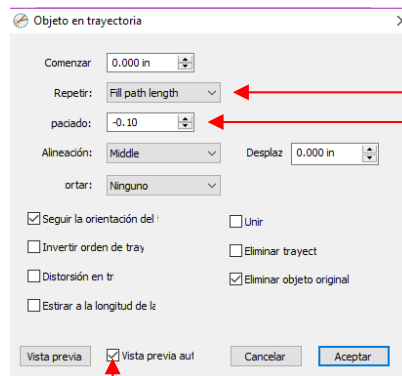 Objeto en trayectoria
Comenzar 0.000 in
Repetir: Fill path length
paciado: -0.10
Alineación: Middle Desplaz 0.000 in
ortar: Ninguno
Seguir la orientación del
Unir
Invertir orden de tray
Eliminar trayect
Distorsión en tr
Eliminar objeto original
Estirar a la longitud de la
Vista previa Vista previa aut Cancelar Aceptar